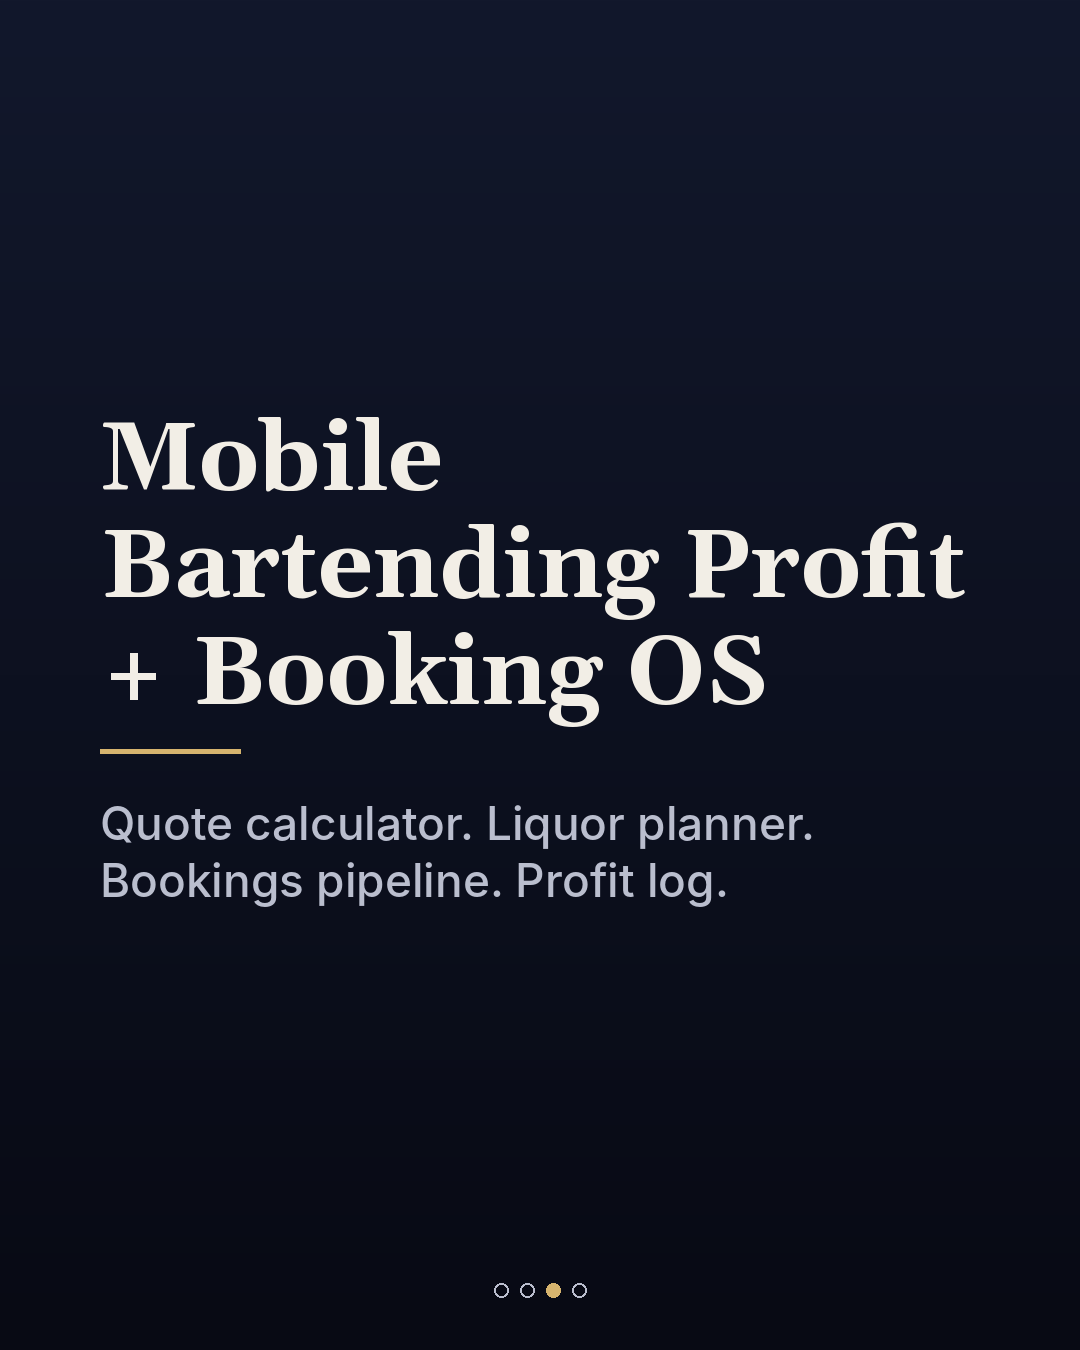 Mobile
Bartending Profit
+ Booking OS
Quote calculator. Liquor planner.
Bookings pipeline. Profit log.